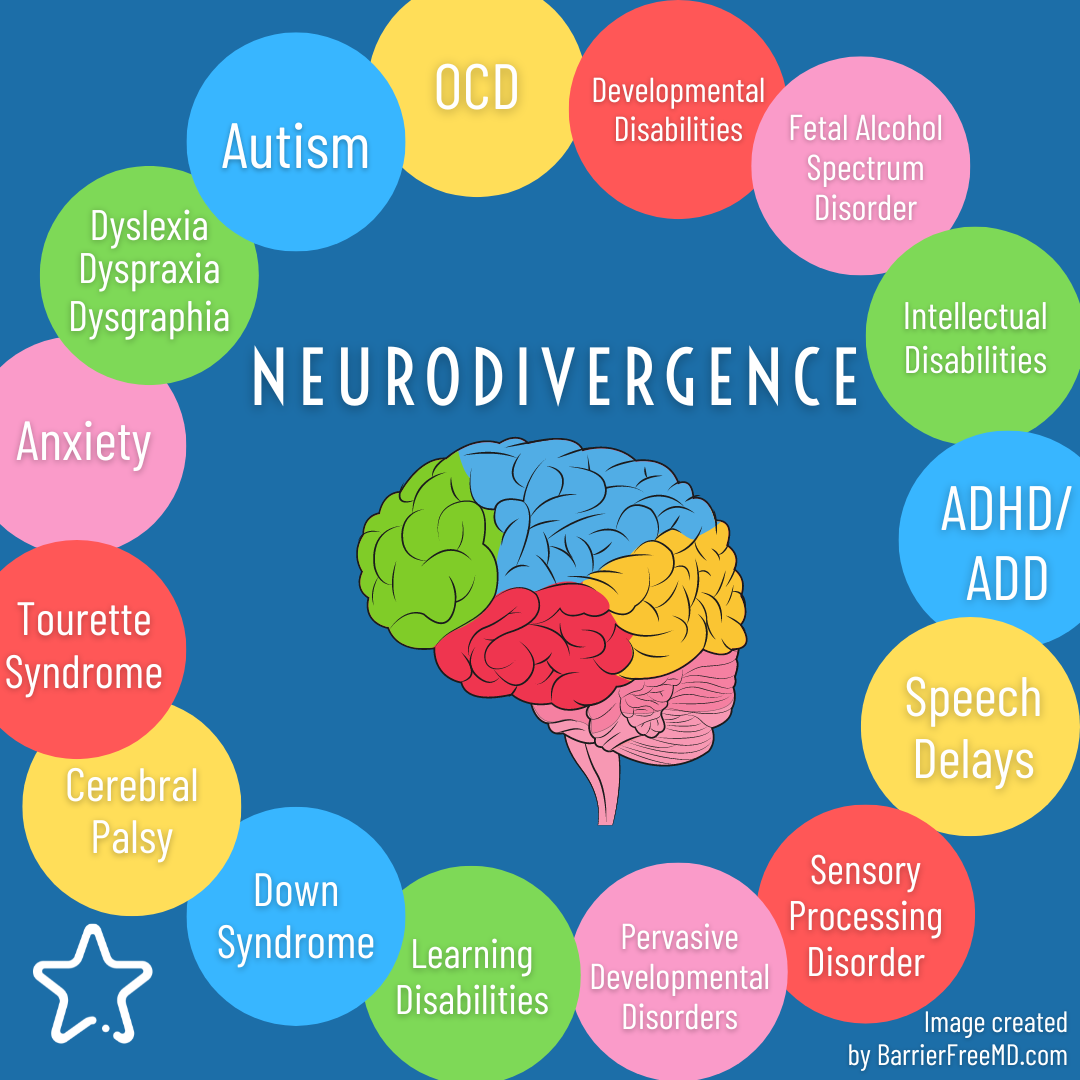 OCD
Developmental
Disabilities
Fetal Alcohol
Spectrum
Disorder
Autism
Dyslexia
Dyspraxia
Dysgraphia
Intellectual
Disabilities
NEURODIVERGENCE
Anxiety
ADHD/
ADD
Tourette
Syndrome
Speech
Delays
Cerebral
Palsy
Down
Syndrome
Learning
Disabilities
Pervasive
Developmental
Disorders
Sensory
Processing
Disorder
Image created
by BarrierFreeMD.com